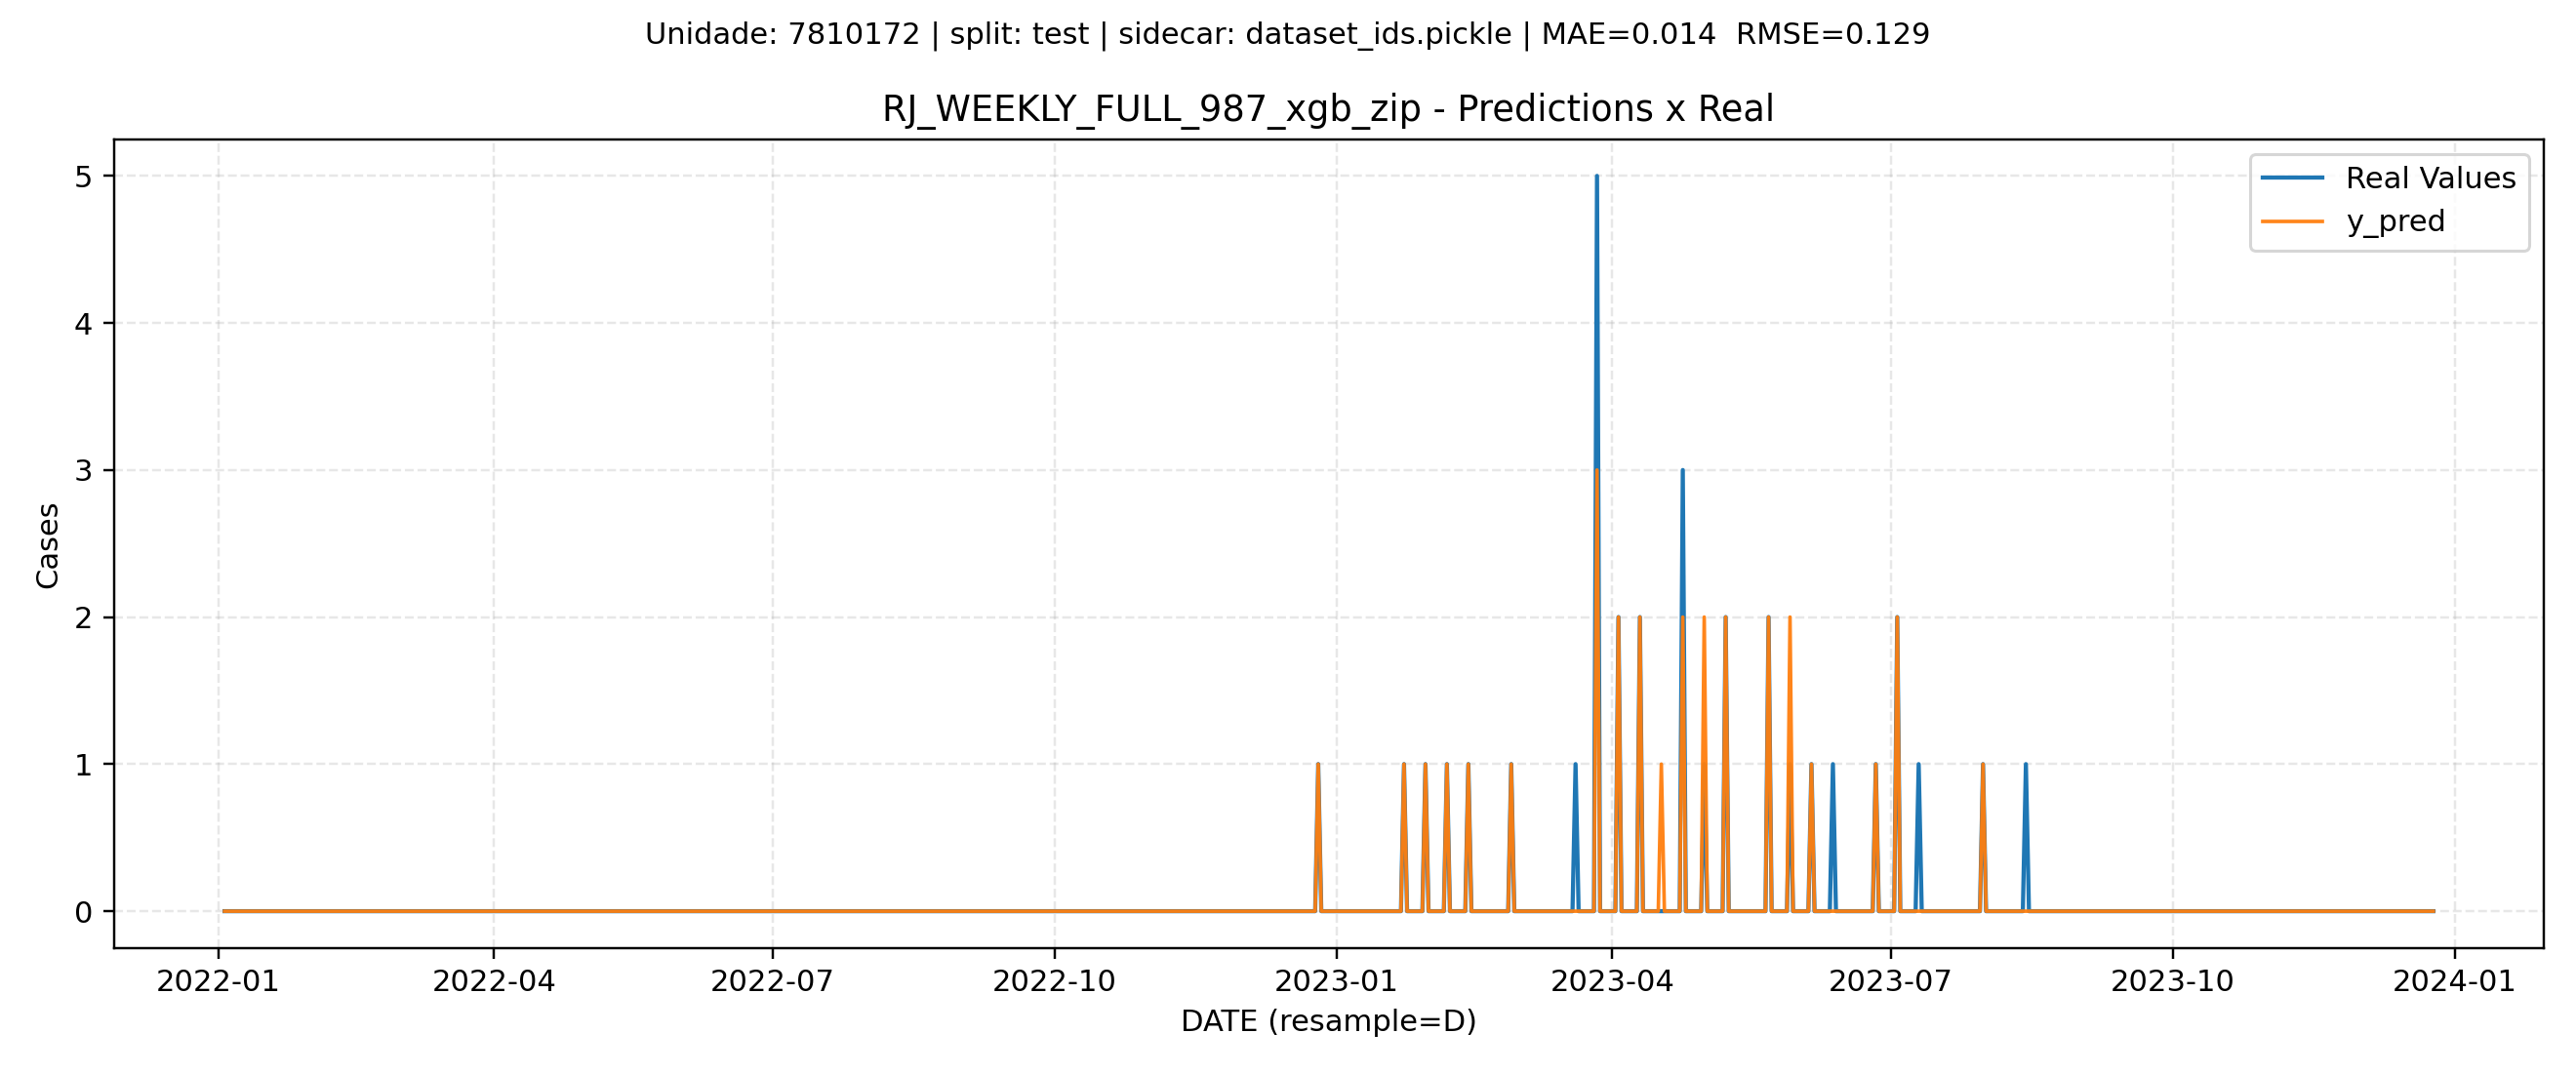 Unidade: 7810172 | split: test | sidecar: dataset_ids.pickle | MAE=0.014  RMSE=0.129
RJ_WEEKLY_FULL_987_xgb_zip - Predictions x Real
Real Values
y_pred
Cases
5
4
3
2
1
0
2022-01
2022-04
2022-07
2022-10
2023-01
2023-04
2023-07
2023-10
2024-01
DATE (resample=D)